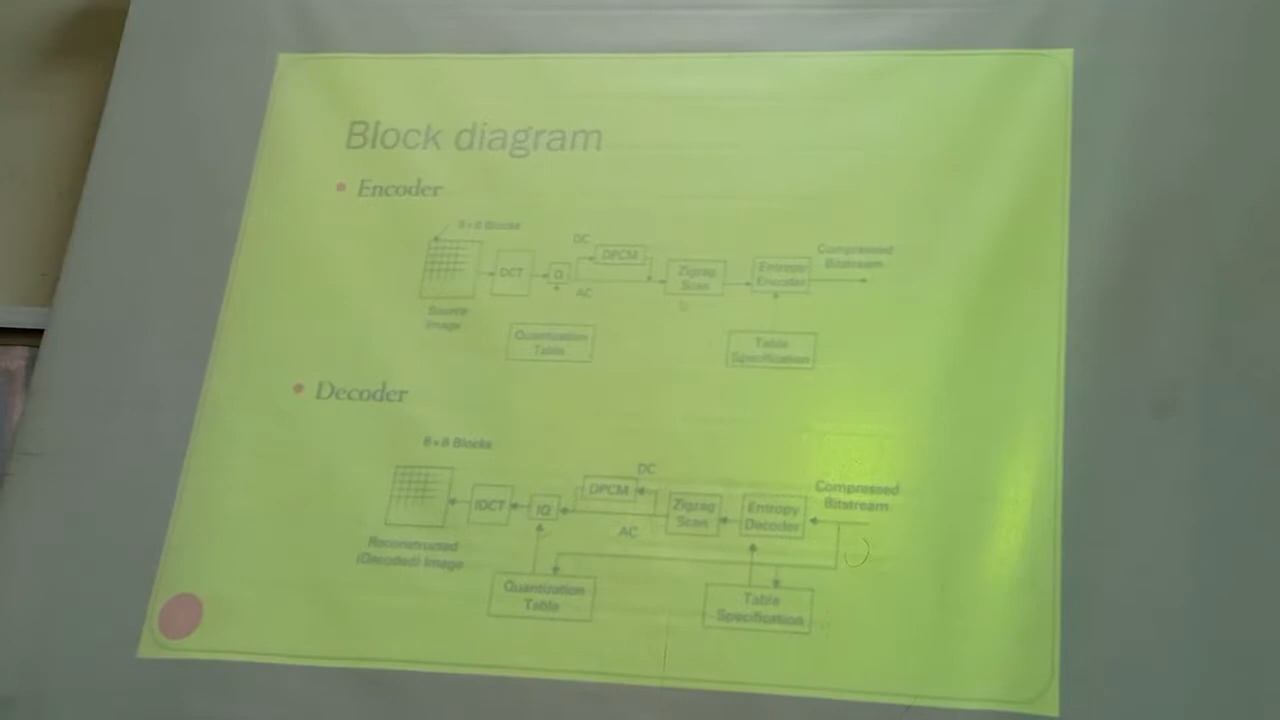 Block diagram
Encoder
8×8 Blocks
DC
DPCM
DCT
Q
AC
Zigzag
Scan
Entropy
Encoder
Compressed
Bitstream
Source
Image
Quantization
Table
Table
Specification
Decoder
8×8 Blocks
DC
DPCM
IDCT
IQ
AC
Zigzag
Scan
Entropy
Decoder
Compressed
Bitstream
Reconstructed
(Decoded) Image
Quantization
Table
Table
Specification